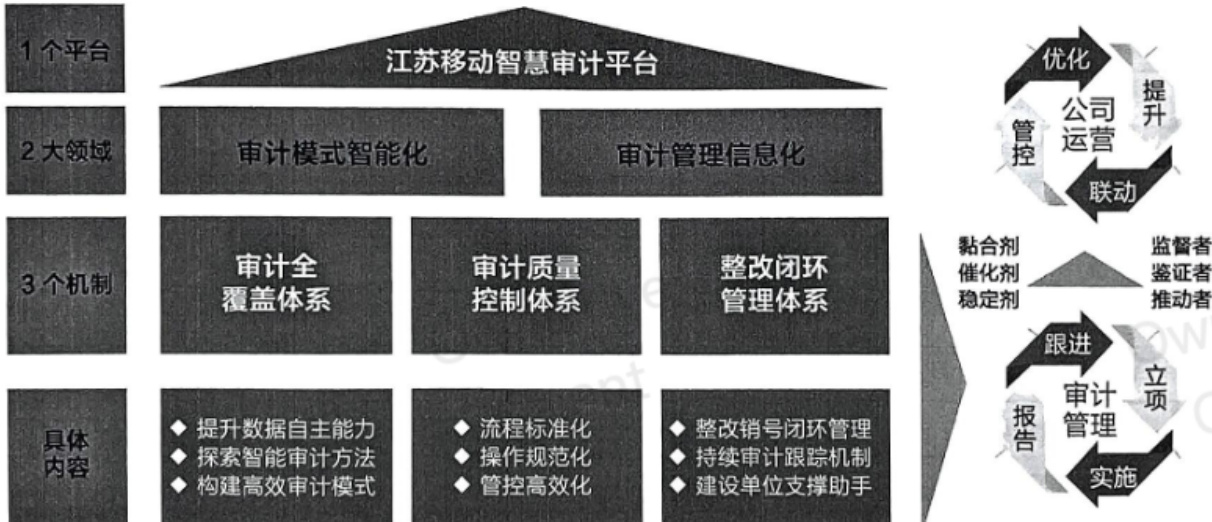 1个平台
江苏移动智慧审计平台
2大领域
审计模式智能化
审计管理信息化
3个机制
审计全
覆盖体系
审计质量
控制体系
整改闭环
管理体系
具体
内容
◆ 提升数据自主能力
◆ 探索智能审计方法
◆ 构建高效审计模式
◆ 流程标准化
◆ 操作规范化
◆ 管控高效化
◆ 整改销号闭环管理
◆ 持续审计跟踪机制
◆ 建设单位支撑助手
优化
提升
联动
管控
公司
运营
黏合剂
催化剂
稳定剂
监督者
鉴证者
推动者
跟进
立项
实施
报告
审计
管理